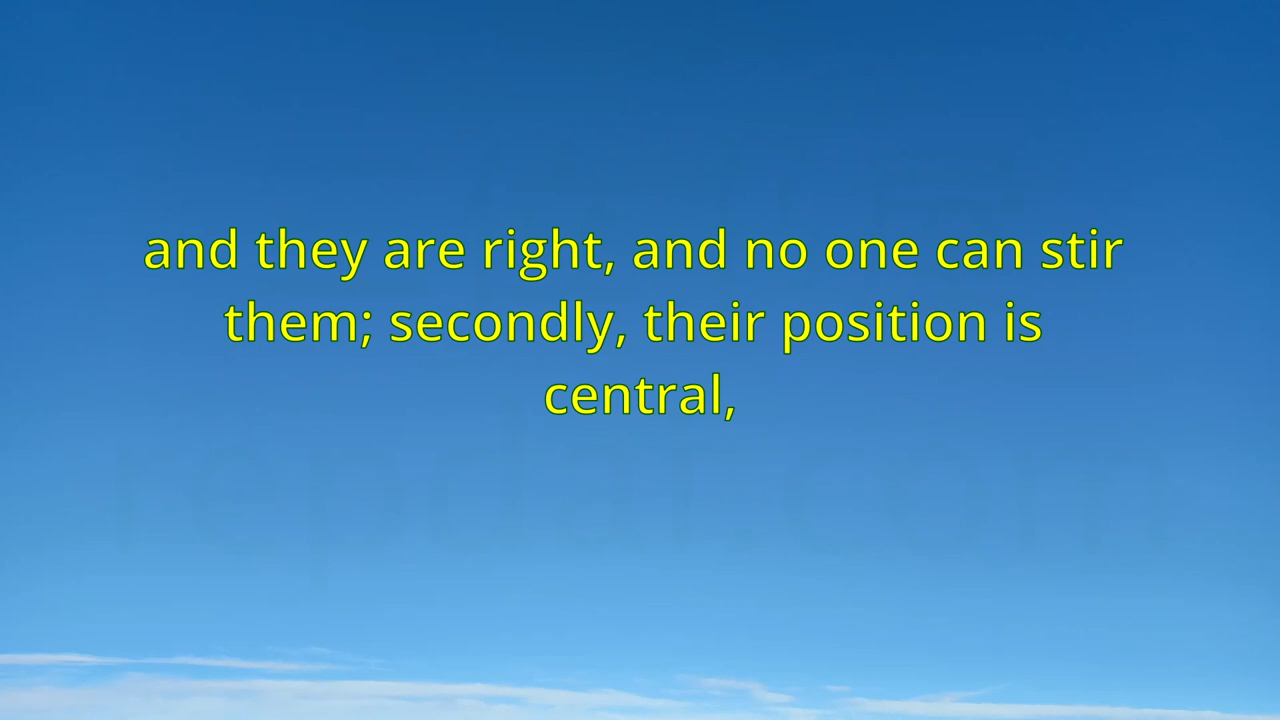 and they are right, and no one can stir
them; secondly, their position is
central,